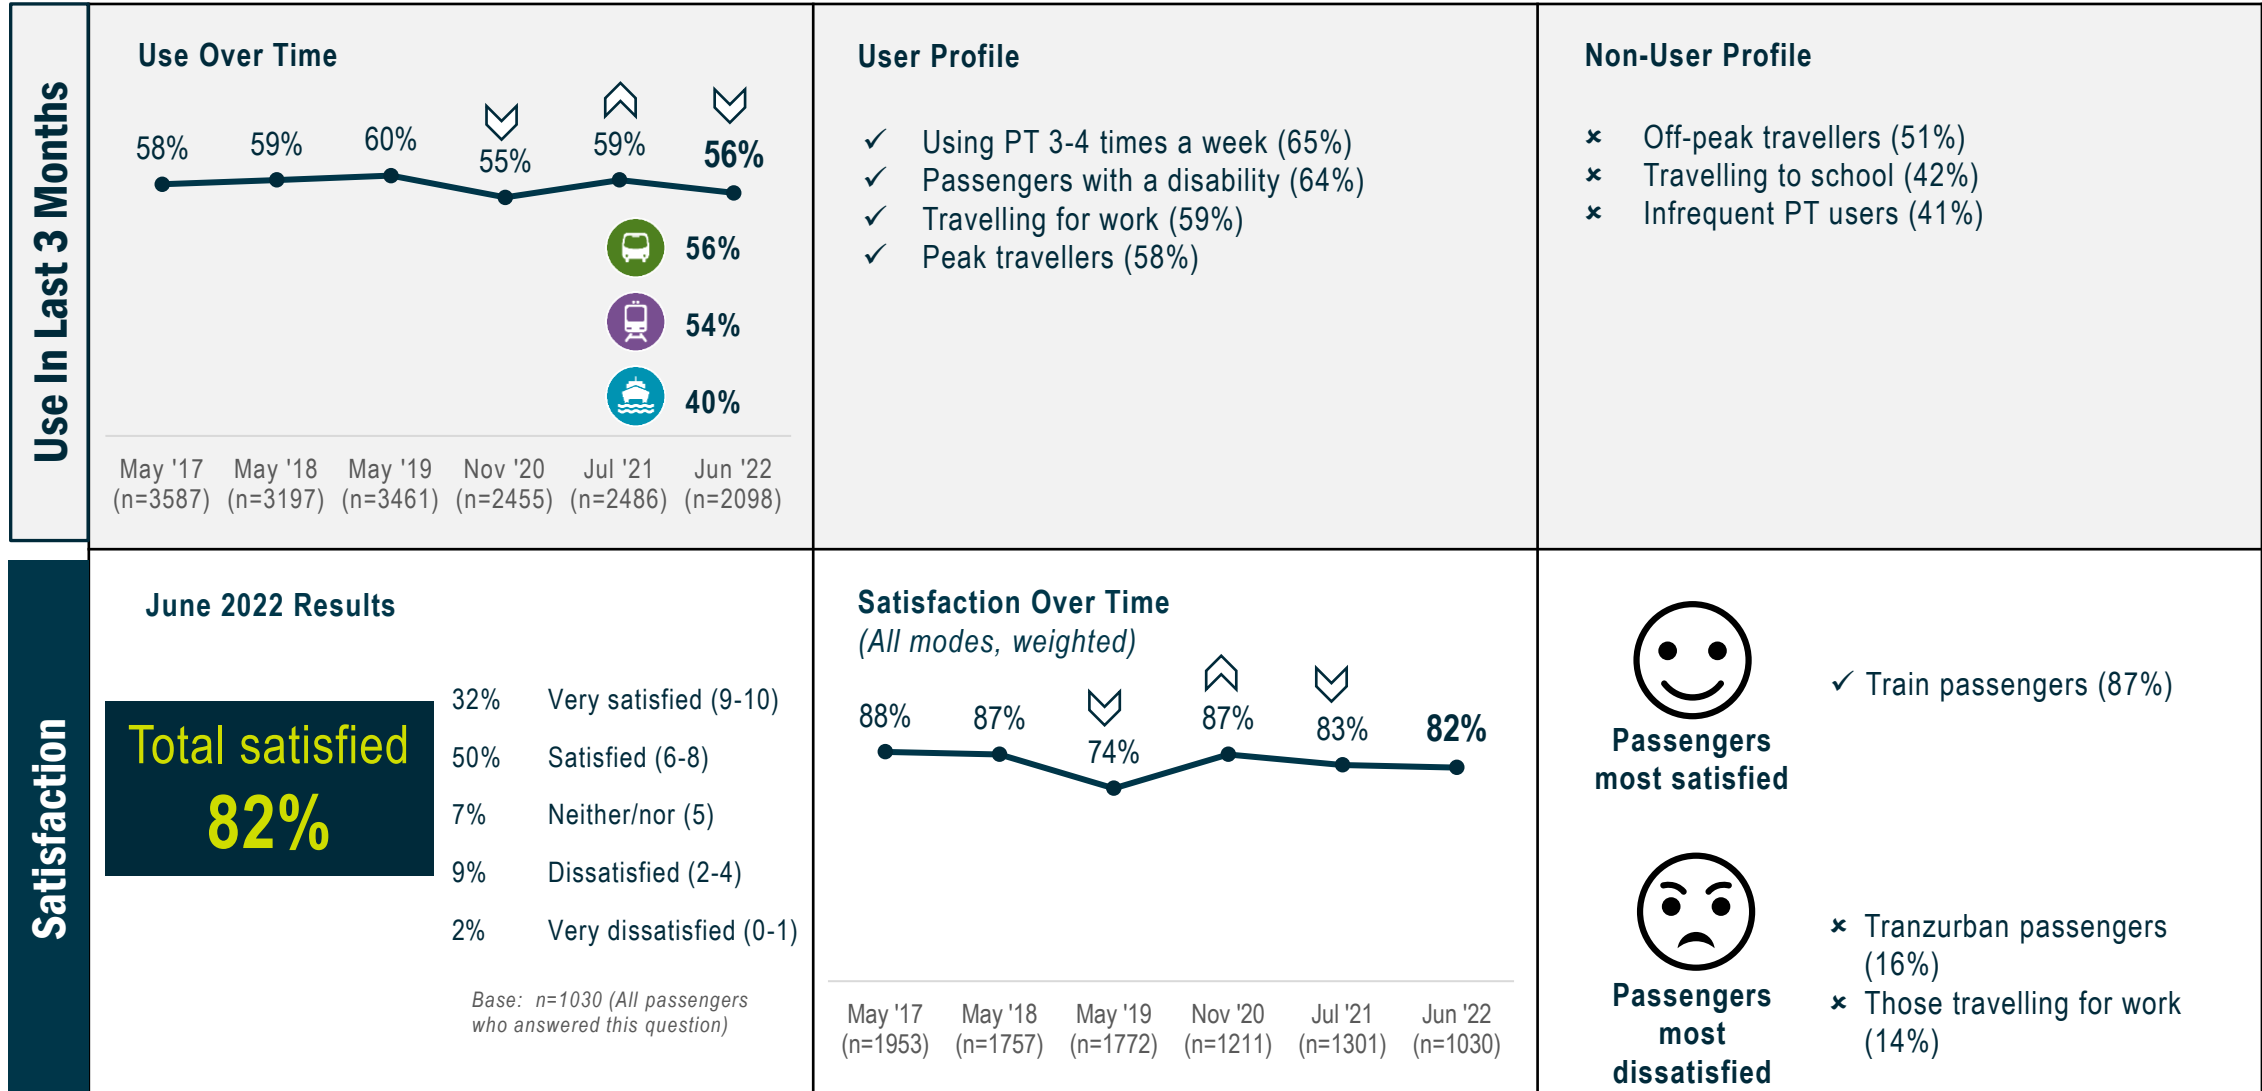 Use In Last 3 Months
Use Over Time
58%
59%
60%
55%
59%
56%
56%
54%
40%
May '17
(n=3587)
May '18
(n=3197)
May '19
(n=3461)
Nov '20
(n=2455)
Jul '21
(n=2486)
Jun '22
(n=2098)
User Profile
✓ Using PT 3-4 times a week (65%)
✓ Passengers with a disability (64%)
✓ Travelling for work (59%)
✓ Peak travellers (58%)
Non-User Profile
× Off-peak travellers (51%)
× Travelling to school (42%)
× Infrequent PT users (41%)
Satisfaction
June 2022 Results
Total satisfied
82%
32% Very satisfied (9-10)
50% Satisfied (6-8)
7% Neither/nor (5)
9% Dissatisfied (2-4)
2% Very dissatisfied (0-1)
Base: n=1030 (All passengers
who answered this question)
Satisfaction Over Time
(All modes, weighted)
88%
87%
74%
87%
83%
82%
May '17
(n=1953)
May '18
(n=1757)
May '19
(n=1772)
Nov '20
(n=1211)
Jul '21
(n=1301)
Jun '22
(n=1030)
Passengers
most satisfied
✓ Train passengers (87%)
Passengers
most
dissatisfied
× Tranzurban passengers
(16%)
× Those travelling for work
(14%)